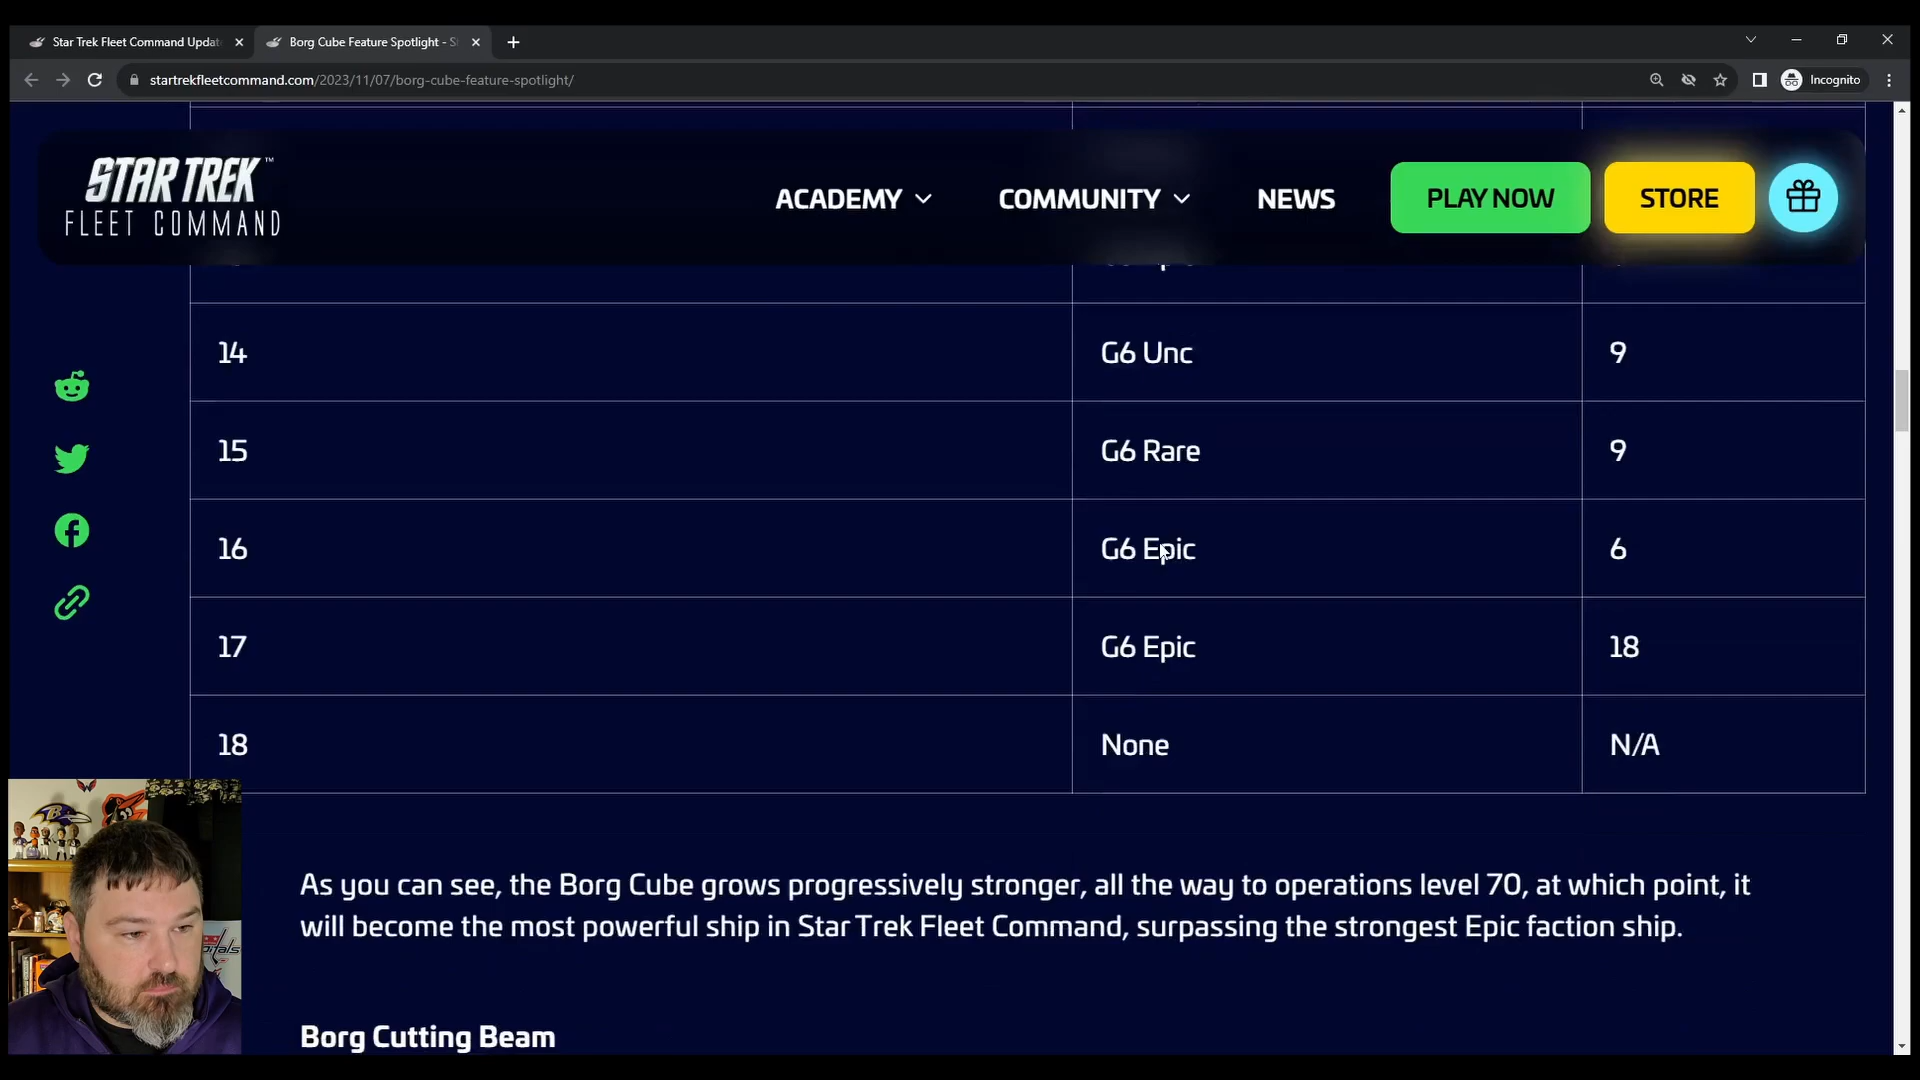 Star Trek Fleet Command Updat
Borg Cube Feature Spotlight - S
startrekfleetcommand.com/2023/11/07/borg-cube-feature-spotlight/
Incognito
STAR TREK™
FLEET COMMAND
ACADEMY
COMMUNITY
NEWS
PLAY NOW
STORE
14 G6 Unc 9
15 G6 Rare 9
16 G6 Epic 6
17 G6 Epic 18
18 None N/A
As you can see, the Borg Cube grows progressively stronger, all the way to operations level 70, at which point, it
will become the most powerful ship in Star Trek Fleet Command, surpassing the strongest Epic faction ship.
Borg Cutting Beam